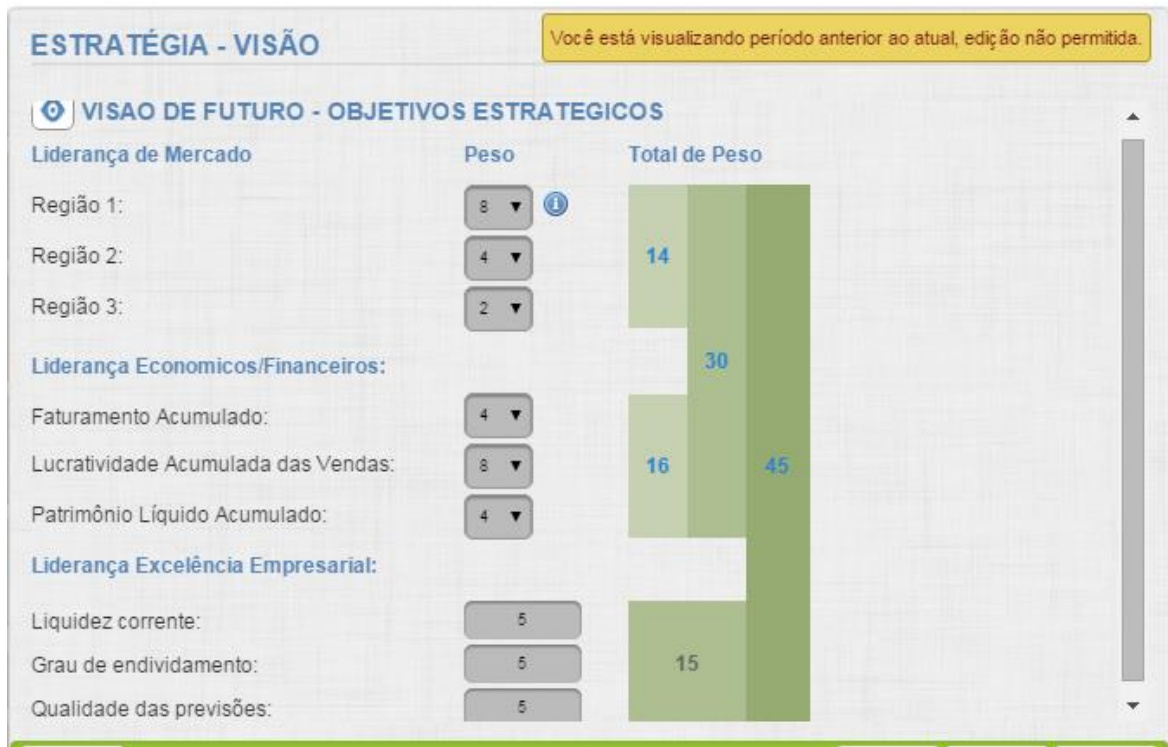 ESTRATÉGIA - VISÃO
Você está visualizando período anterior ao atual, edição não permitida.
VISAO DE FUTURO - OBJETIVOS ESTRATEGICOS
Liderança de Mercado Peso Total de Peso
Região 1: 8
Região 2: 4 14
Região 3: 2
Liderança Economicos/Financeiros: 30
Faturamento Acumulado: 4
Lucratividade Acumulada das Vendas: 8 16 45
Patrimônio Líquido Acumulado: 4
Liderança Excelência Empresarial:
Liquidez corrente: 5
Grau de endividamento: 5 15
Qualidade das previsões: 5